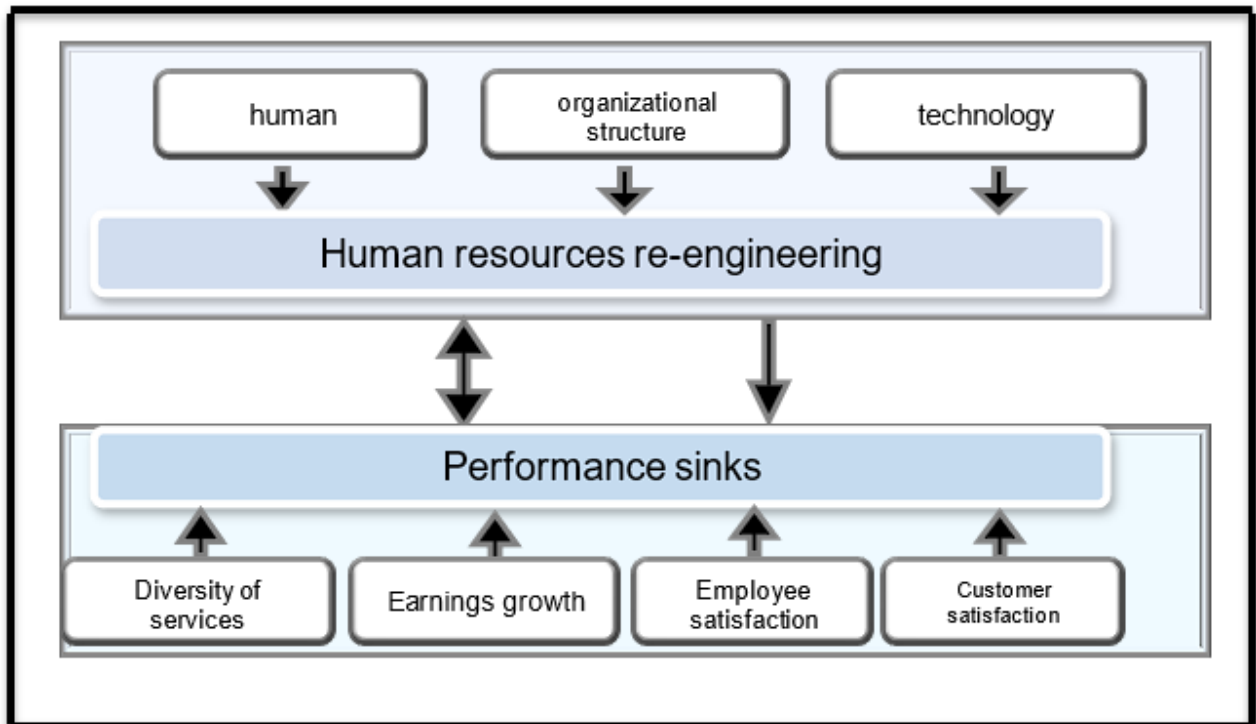 human
organizational
structure
technology
Human resources re-engineering
Performance sinks
Diversity of
services
Earnings growth
Employee
satisfaction
Customer
satisfaction